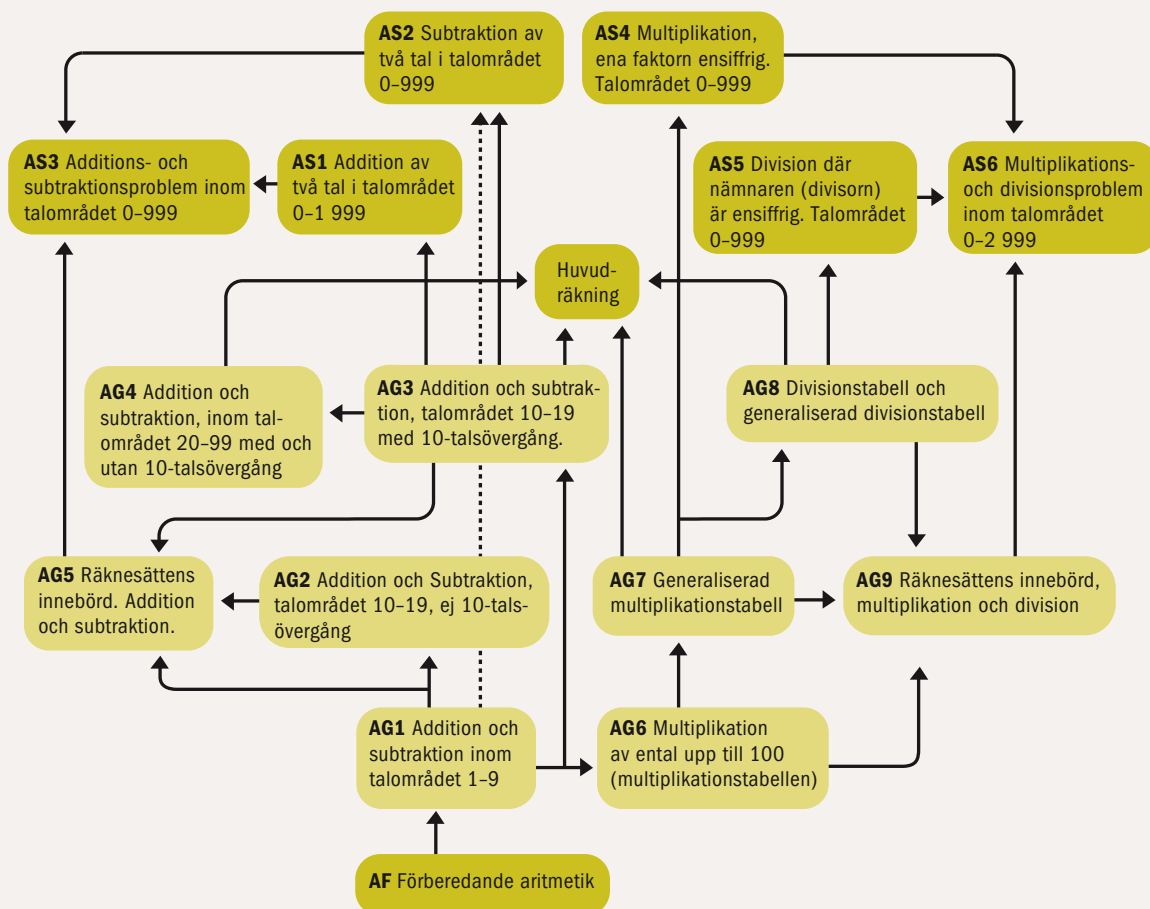 AS2 Subtraktion av
två tal i talområdet
0–999
AS4 Multiplikation,
ena faktorn ensiffrig.
Talområdet 0–999
AS3 Additions- och
subtraktionsproblem inom
talområdet 0–999
AS1 Addition av
två tal i talområdet
0–1 999
AS5 Division där
nämnaren (divisorn)
är ensiffrig. Talområdet
0–999
AS6 Multiplikations-
och divisionsproblem
inom talområdet
0–2 999
Huvud-
räkning
AG4 Addition och
subtraktion, inom tal-
området 20–99 med och
utan 10-talsövergång
AG3 Addition och subtrak-
tion, talområdet 10–19
med 10-talsövergång.
AG8 Divisionstabell och
generaliserad divisionstabell
AG5 Räknesättens
innebörd. Addition
och subtraktion.
AG2 Addition och Subtraktion,
talområdet 10–19, ej 10-tals-
övergång
AG7 Generaliserad
multiplikationstabell
AG9 Räknesättens innebörd,
multiplikation och division
AG1 Addition och
subtraktion inom
talområdet 1–9
AG6 Multiplikation
av ental upp till 100
(multiplikationstabellen)
AF Förberedande aritmetik